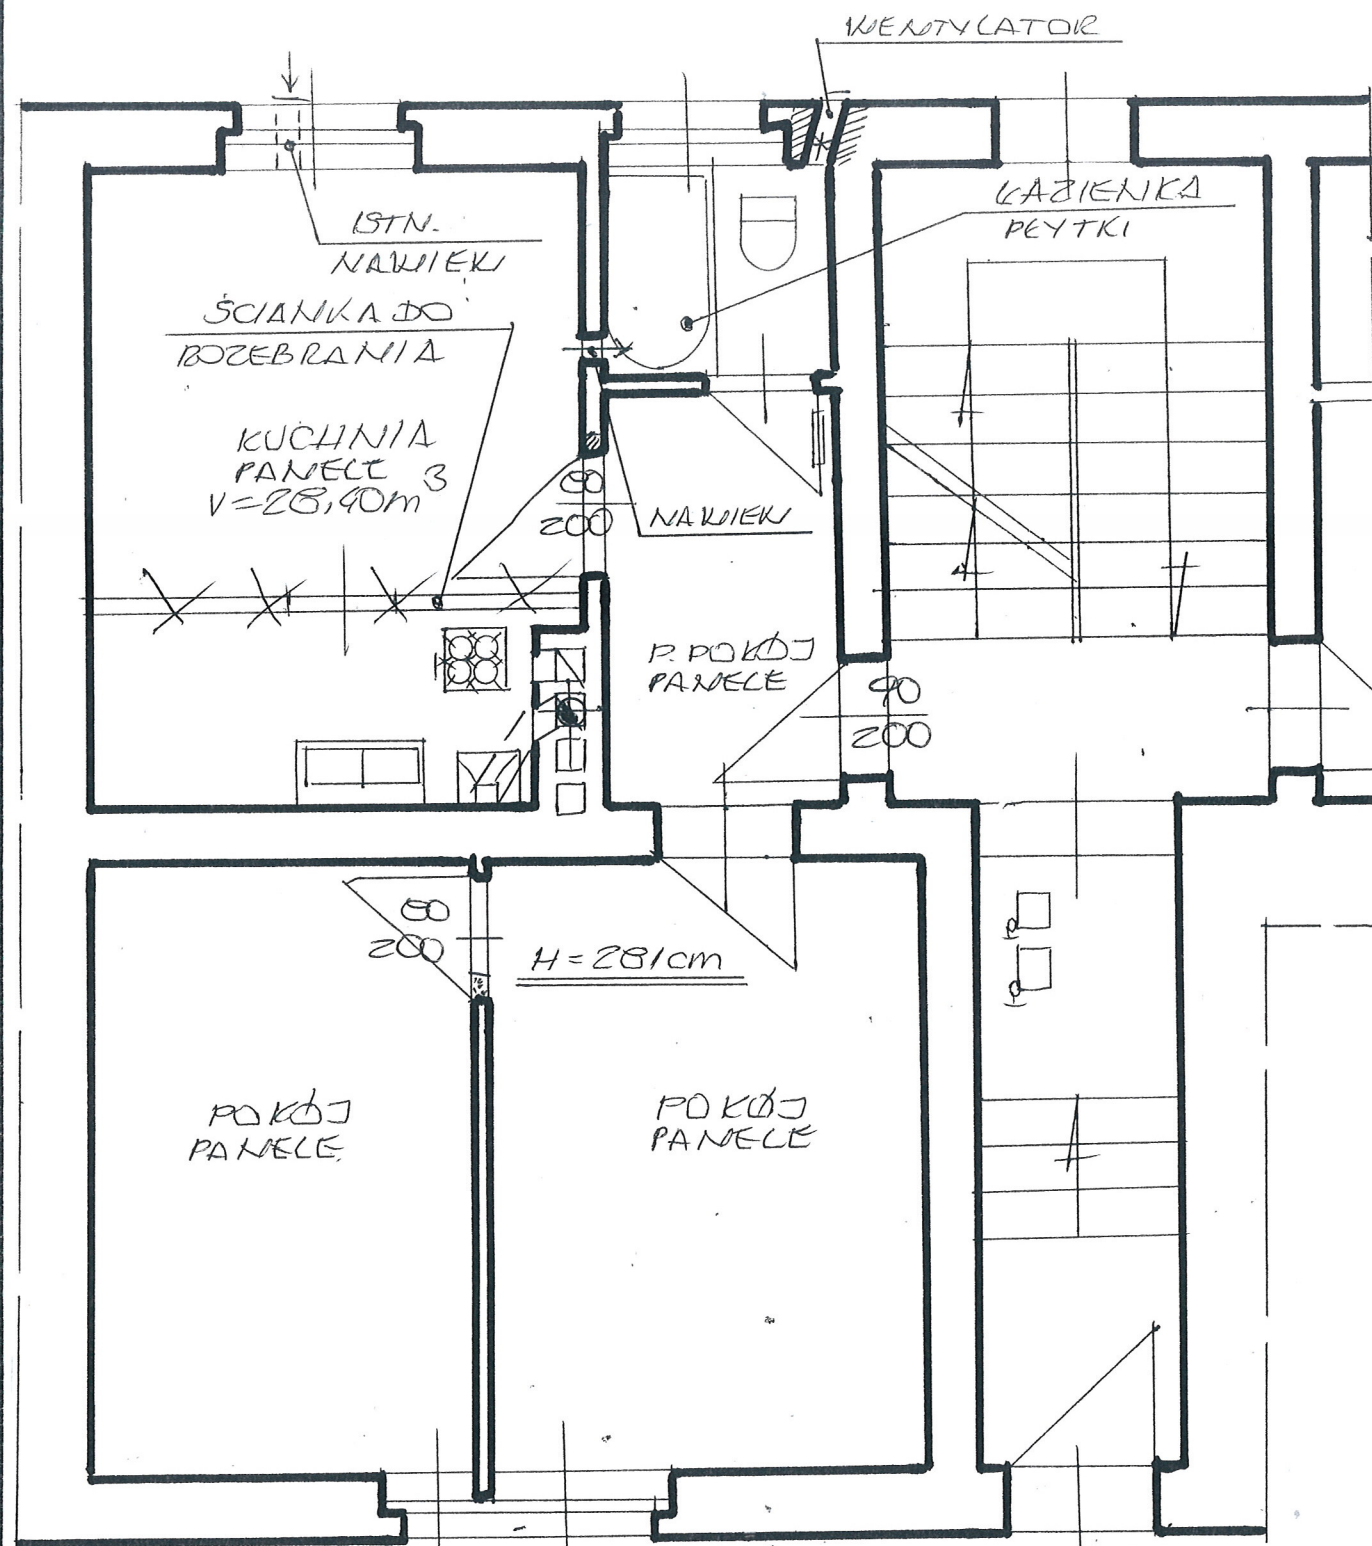 WENTYLATOR
ŁAZIENKA
PŁYTKI
ISTN.
NAWIEW
ŚCIANKA DO
ROZEBRANIA
KUCHNIA
PANELE
V=28,40m³
80
200
NAWIEW
P. POKÓJ
PANELE
90
200
80
200
H=281cm
POKÓJ
PANELE
POKÓJ
PANELE